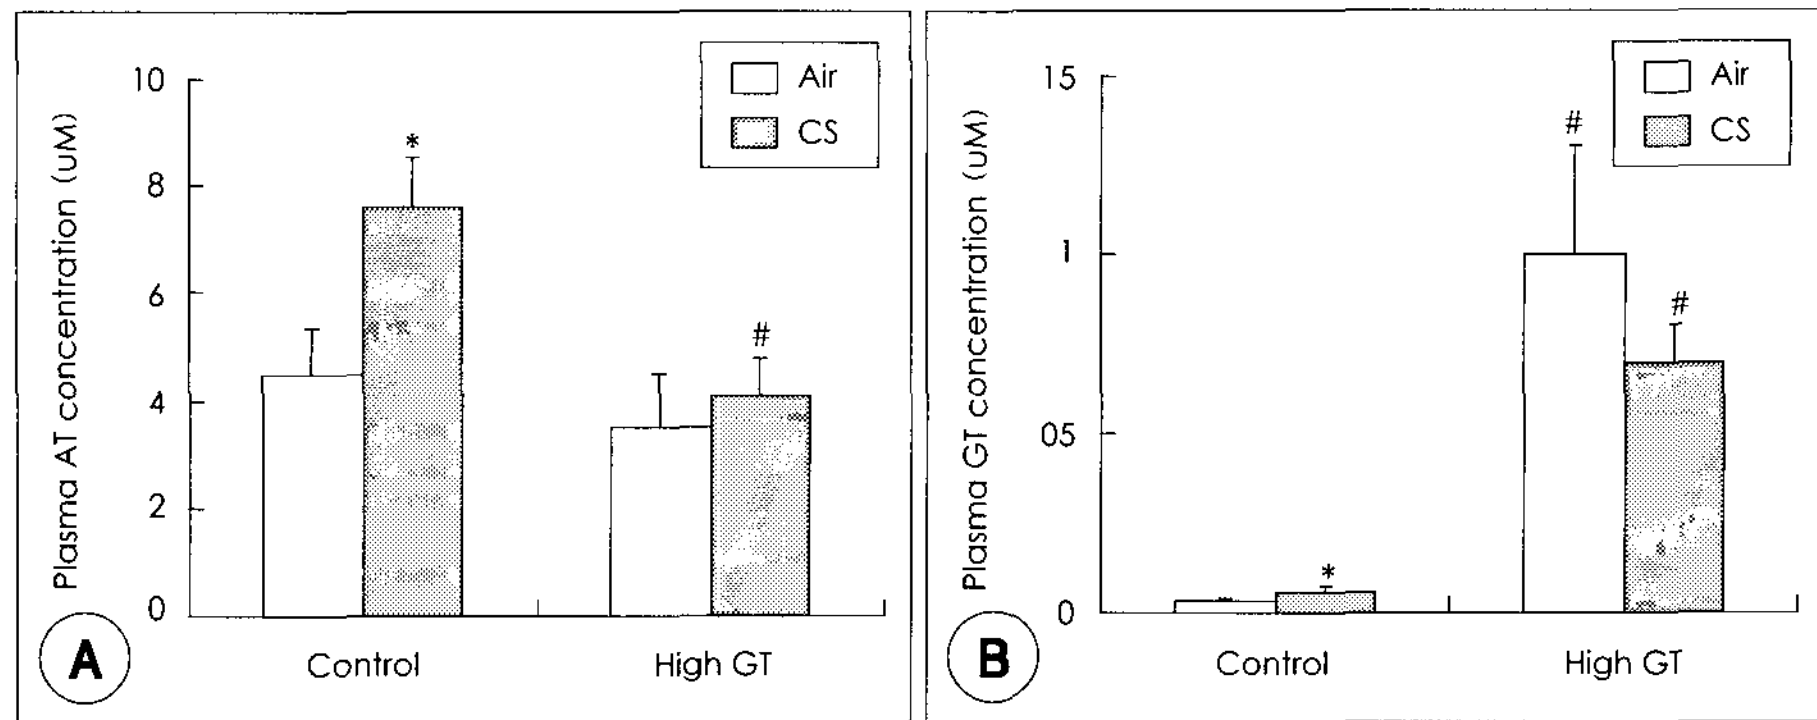 Plasma AT concentration (uM)
10
8
6
4
2
0
Air
CS
*
#
Control
High GT
A
Plasma GT concentration (uM)
15
1
05
0
Air
CS
*
#
#
Control
High GT
B